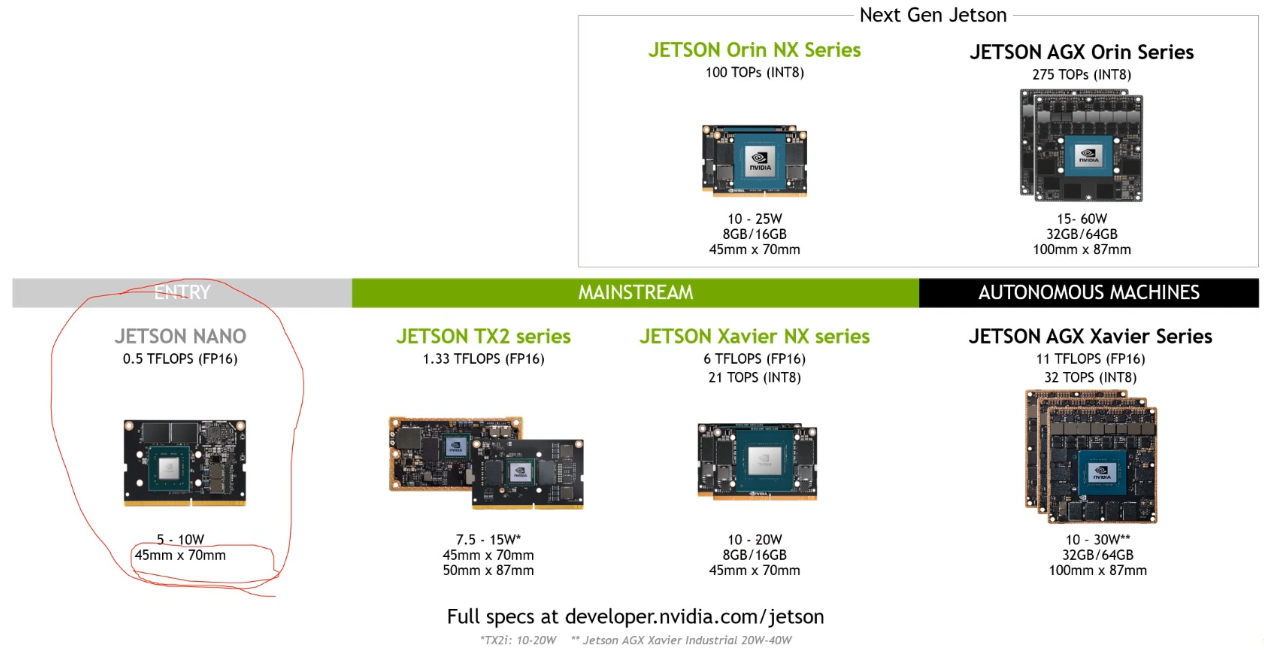 Next Gen Jetson
JETSON Orin NX Series
100 TOPs (INT8)
NVIDIA
10 - 25W
8GB/16GB
45mm x 70mm
JETSON AGX Orin Series
275 TOPs (INT8)
NVIDIA
15- 60W
32GB/64GB
100mm x 87mm
ENTRY
MAINSTREAM
AUTONOMOUS MACHINES
JETSON NANO
0.5 TFLOPS (FP16)
5 - 10W
45mm x 70mm
JETSON TX2 series
1.33 TFLOPS (FP16)
7.5 - 15W*
45mm x 70mm
50mm x 87mm
JETSON Xavier NX series
6 TFLOPS (FP16)
21 TOPS (INT8)
NVIDIA
10 - 20W
8GB/16GB
45mm x 70mm
JETSON AGX Xavier Series
11 TFLOPS (FP16)
32 TOPS (INT8)
NVIDIA
10 - 30W**
32GB/64GB
100mm x 87mm
Full specs at developer.nvidia.com/jetson
*TX2i: 10-20W ** Jetson AGX Xavier Industrial 20W-40W